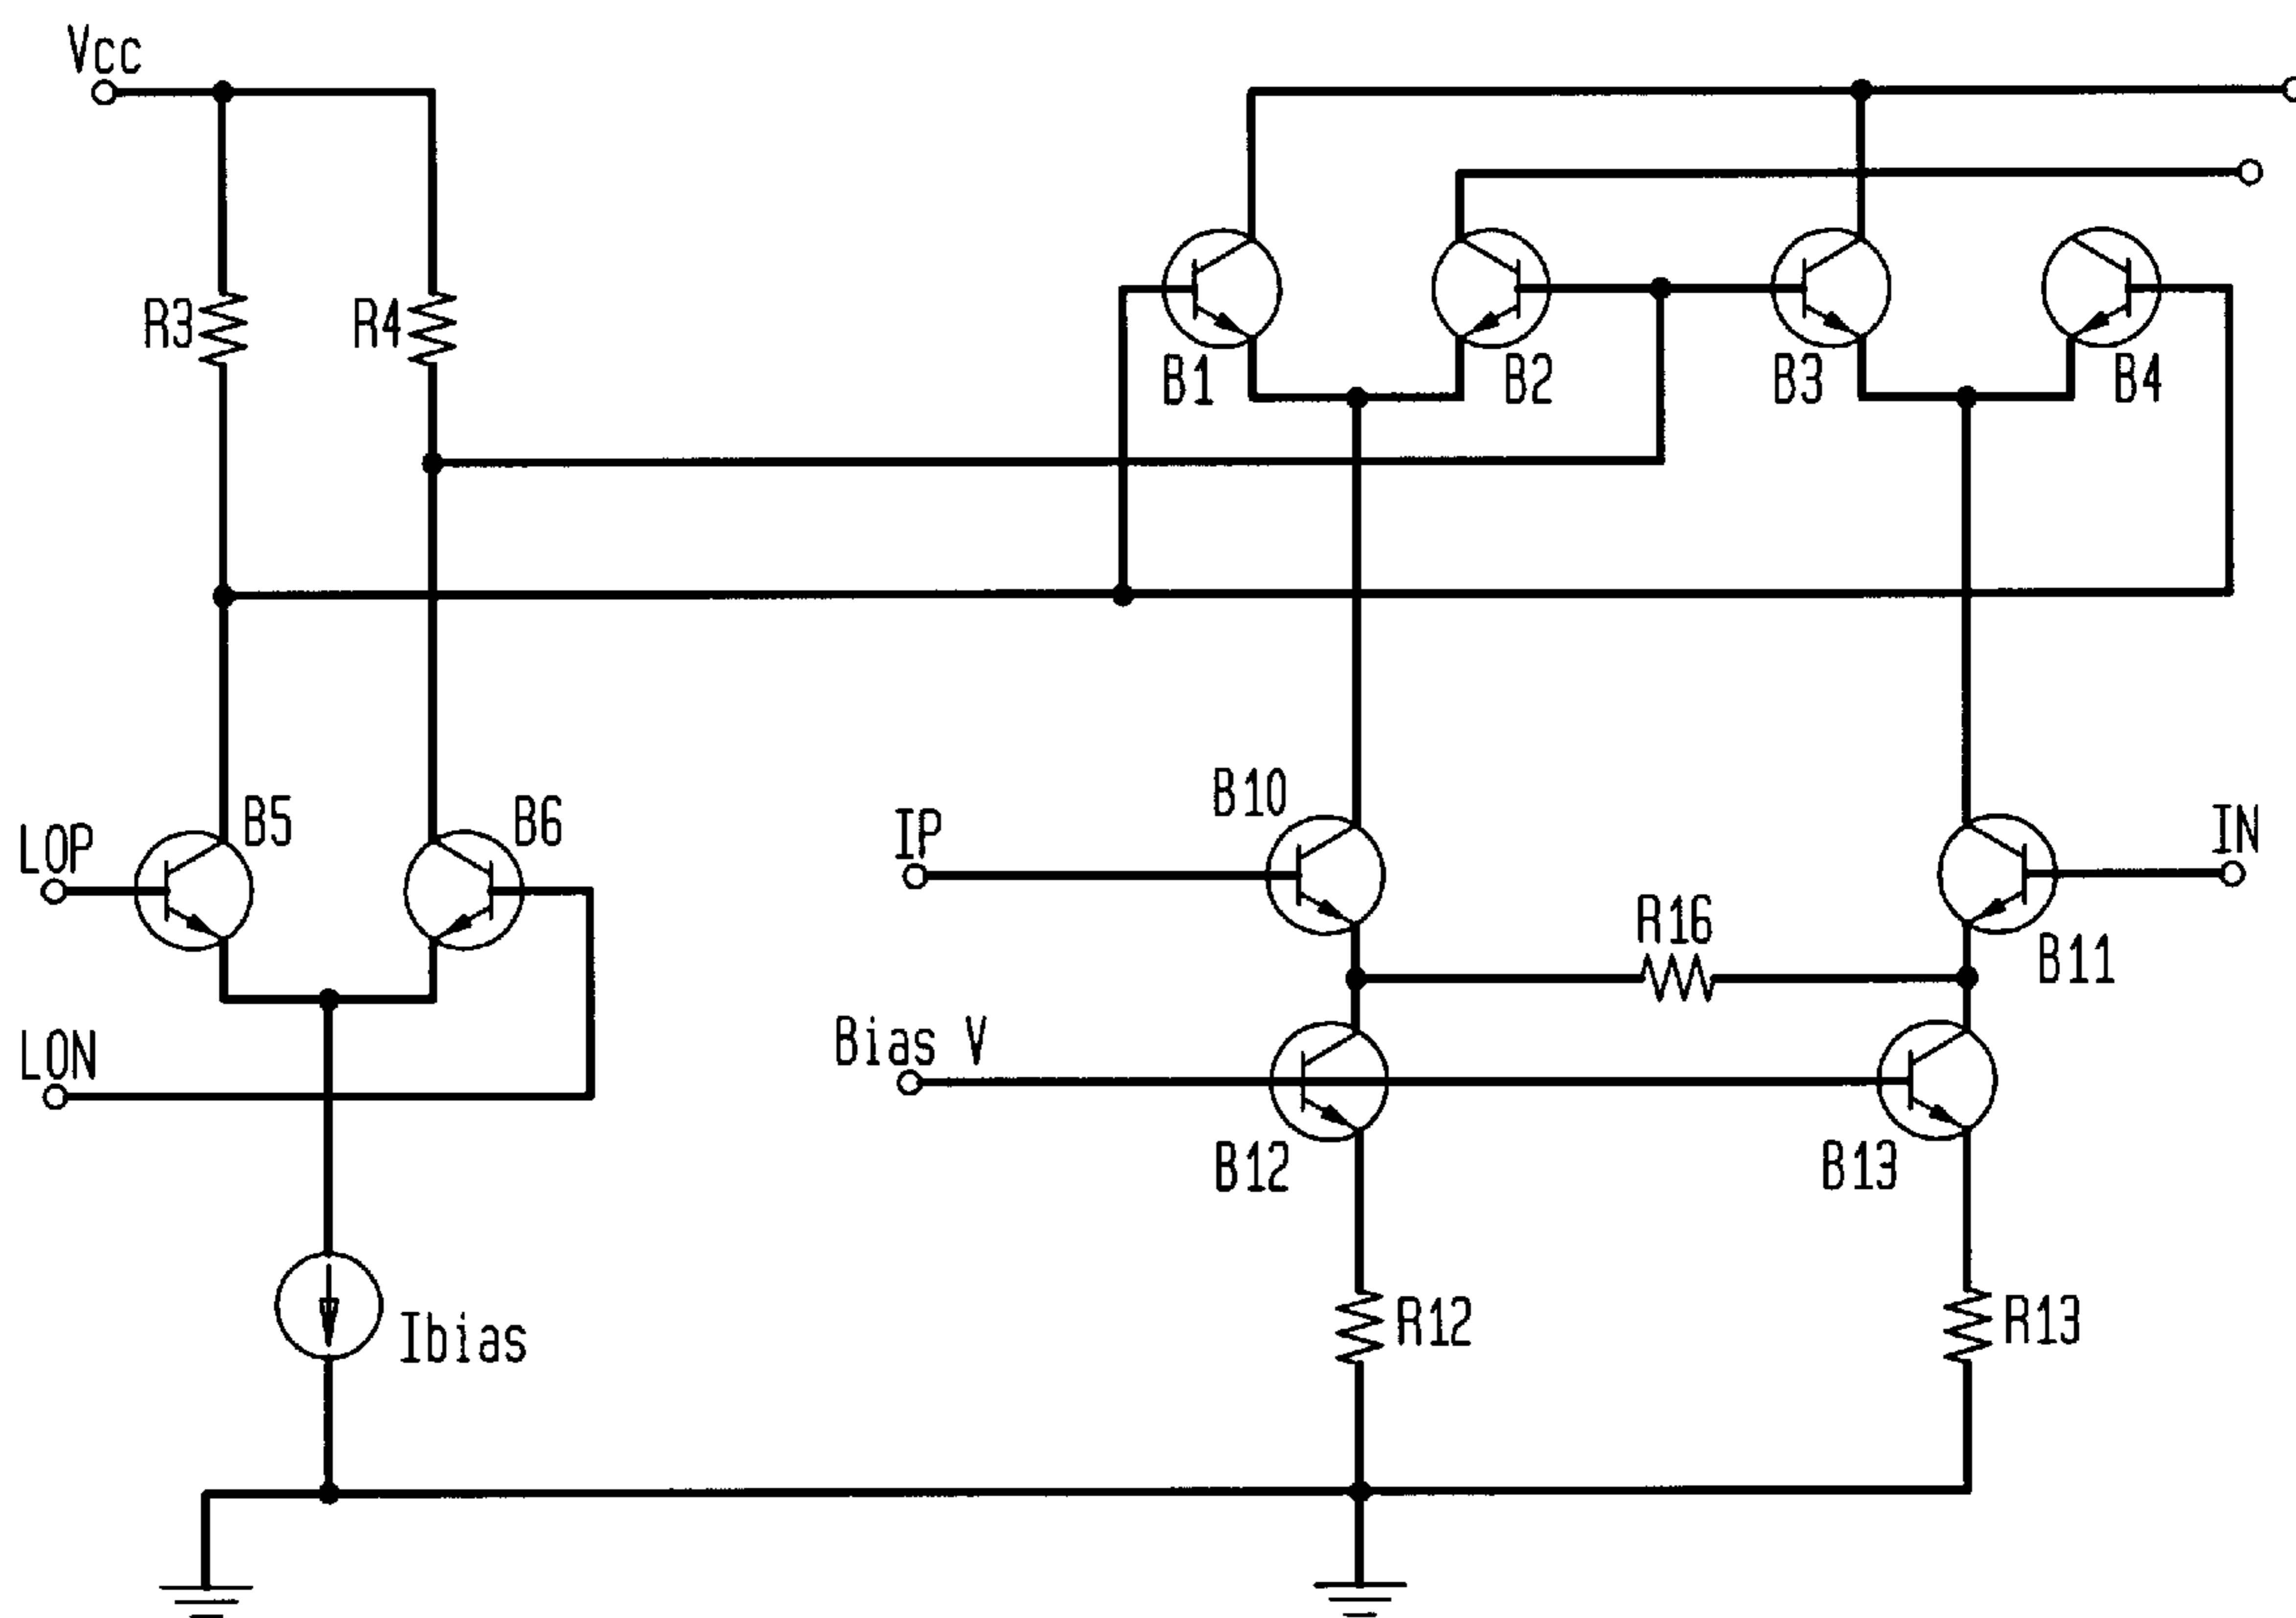 Vcc
R3
R4
B1
B2
B3
B4
B5
B6
LOP
LON
IP
B10
IN
R16
B11
Bias V
B12
B13
Ibias
R12
R13